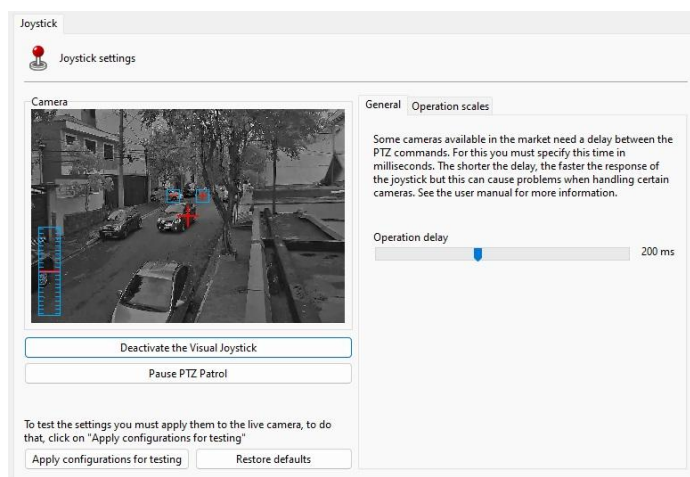 Joystick
Joystick settings
Camera
Deactivate the Visual Joystick
Pause PTZ Patrol
To test the settings you must apply them to the live camera, to do
that, click on "Apply configurations for testing"
Apply configurations for testing
Restore defaults
General
Operation scales
Some cameras available in the market need a delay between the
PTZ commands. For this you must specify this time in
milliseconds. The shorter the delay, the faster the response of
the joystick but this can cause problems when handling certain
cameras. See the user manual for more information.
Operation delay
200 ms